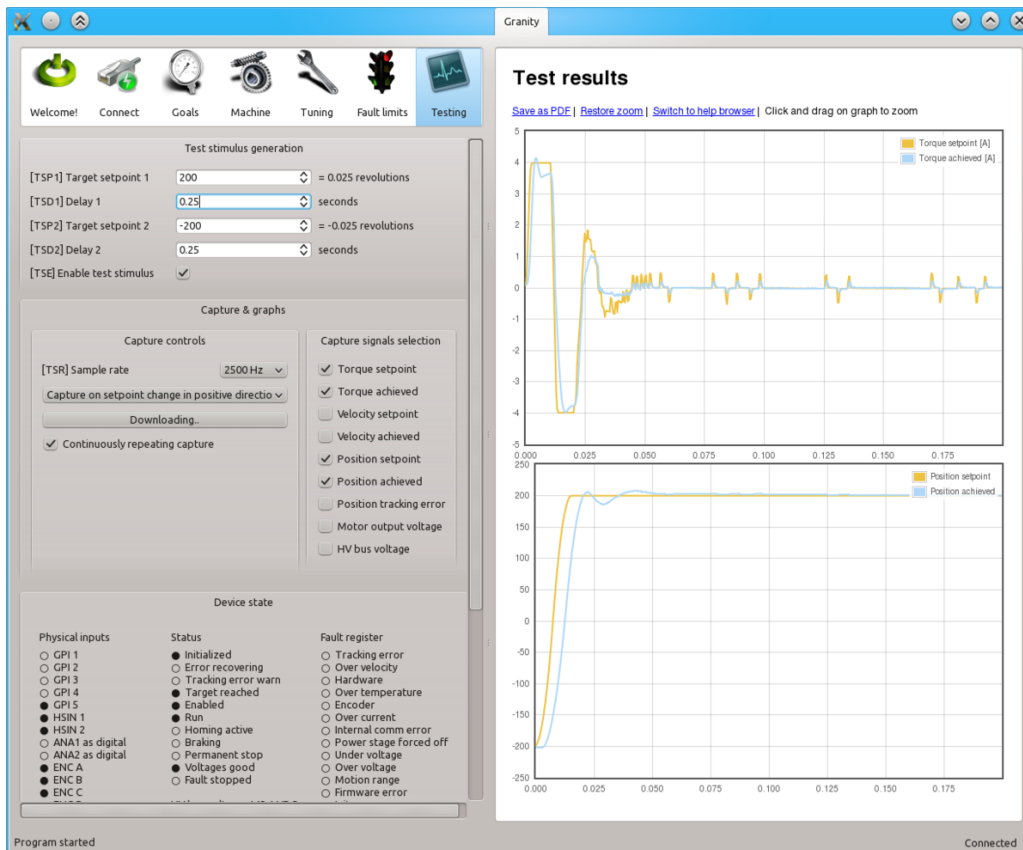 Granity
Welcome!
Connect
Goals
Machine
Tuning
Fault limits
Testing
Test stimulus generation
[TSP1] Target setpoint 1 200 = 0.025 revolutions
[TSD1] Delay 1 0.25 seconds
[TSP2] Target setpoint 2 -200 = -0.025 revolutions
[TSD2] Delay 2 0.25 seconds
[TSE] Enable test stimulus
Capture & graphs
Capture controls
[TSR] Sample rate 2500 Hz
Capture on setpoint change in positive directio
Downloading..
Continuously repeating capture
Capture signals selection
Torque setpoint
Torque achieved
Velocity setpoint
Velocity achieved
Position setpoint
Position achieved
Position tracking error
Motor output voltage
HV bus voltage
Device state
Physical inputs
GPI 1
GPI 2
GPI 3
GPI 4
GPI 5
HSIN 1
HSIN 2
ANA1 as digital
ANA2 as digital
ENC A
ENC B
ENC C
Status
Initialized
Error recovering
Tracking error warn
Target reached
Enabled
Run
Homing active
Braking
Permanent stop
Voltages good
Fault stopped
Fault register
Tracking error
Over velocity
Hardware
Over temperature
Encoder
Over current
Internal comm error
Power stage forced off
Under voltage
Over voltage
Motion range
Firmware error
Test results
Save as PDF | Restore zoom | Switch to help browser | Click and drag on graph to zoom
Torque setpoint [A]
Torque achieved [A]
5
4
3
2
1
0
-1
-2
-3
-4
-5
0.000 0.025 0.050 0.075 0.100 0.125 0.150 0.175
Position setpoint
Position achieved
250
200
150
100
50
0
-50
-100
-150
-200
-250
0.000 0.025 0.050 0.075 0.100 0.125 0.150 0.175
Program started
Connected